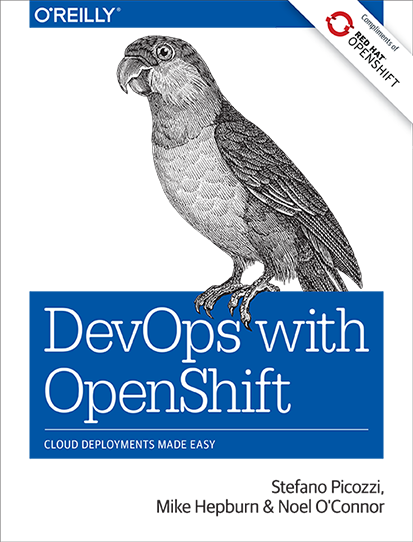 O'REILLY®
Compliments of
RED HAT
OPENSHIFT
DevOps with
OpenShift
CLOUD DEPLOYMENTS MADE EASY
Stefano Picozzi,
Mike Hepburn & Noel O'Connor